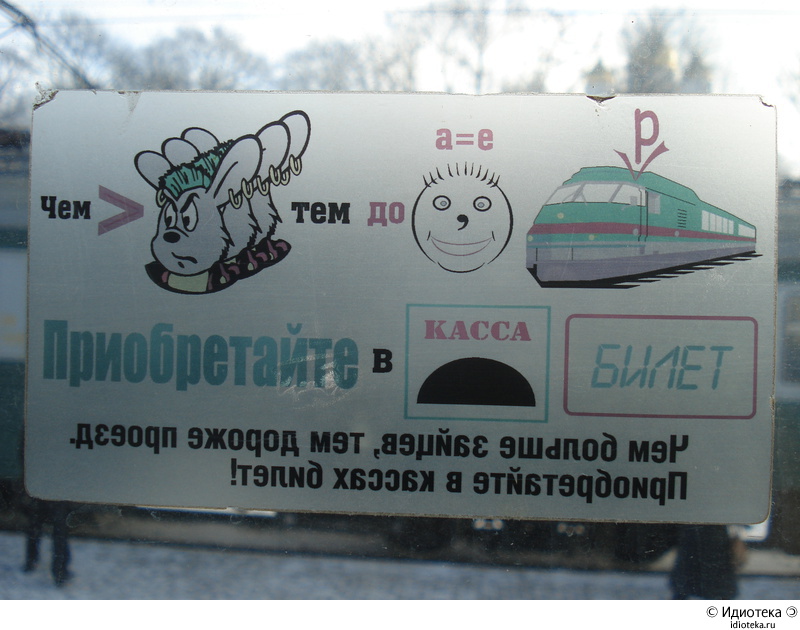 a=e
р
Чем > тем до
КАССА
Приобретайте в БИЛЕТ
Чем больше зайцев, тем дороже проезд.
Приобретайте в кассах билет!
© Идиотека
idioteka.ru